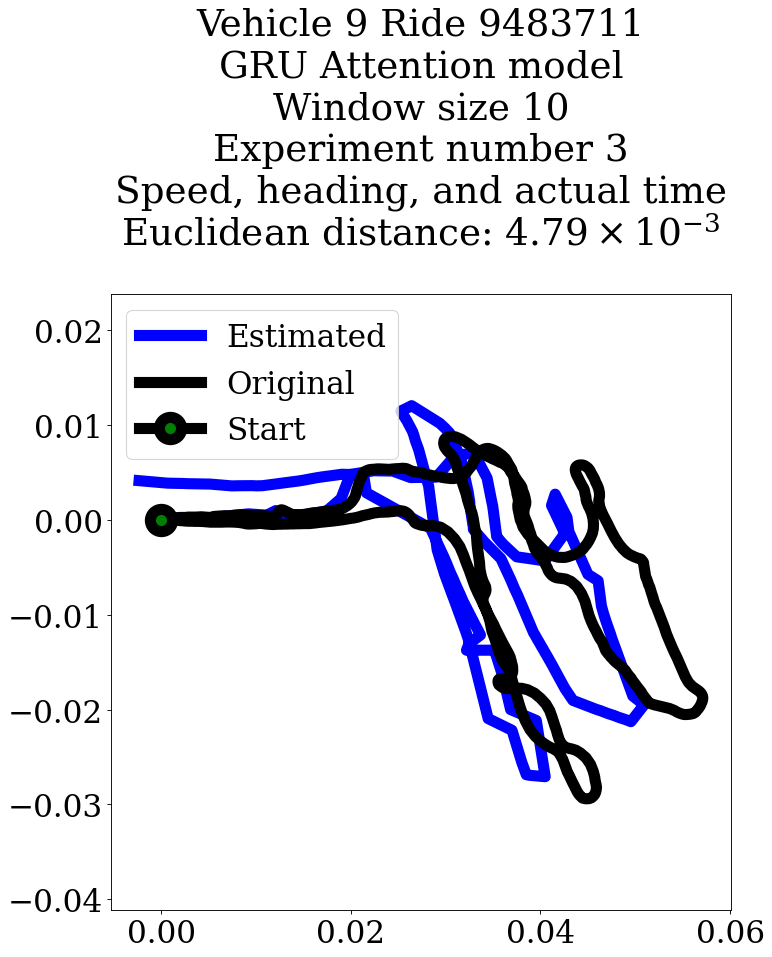 Vehicle 9 Ride 9483711
GRU Attention model
Window size 10
Experiment number 3
Speed, heading, and actual time
Euclidean distance: 4.79 × 10⁻³
Estimated
Original
Start
0.02
0.01
0.00
−0.01
−0.02
−0.03
−0.04
0.00 0.02 0.04 0.06